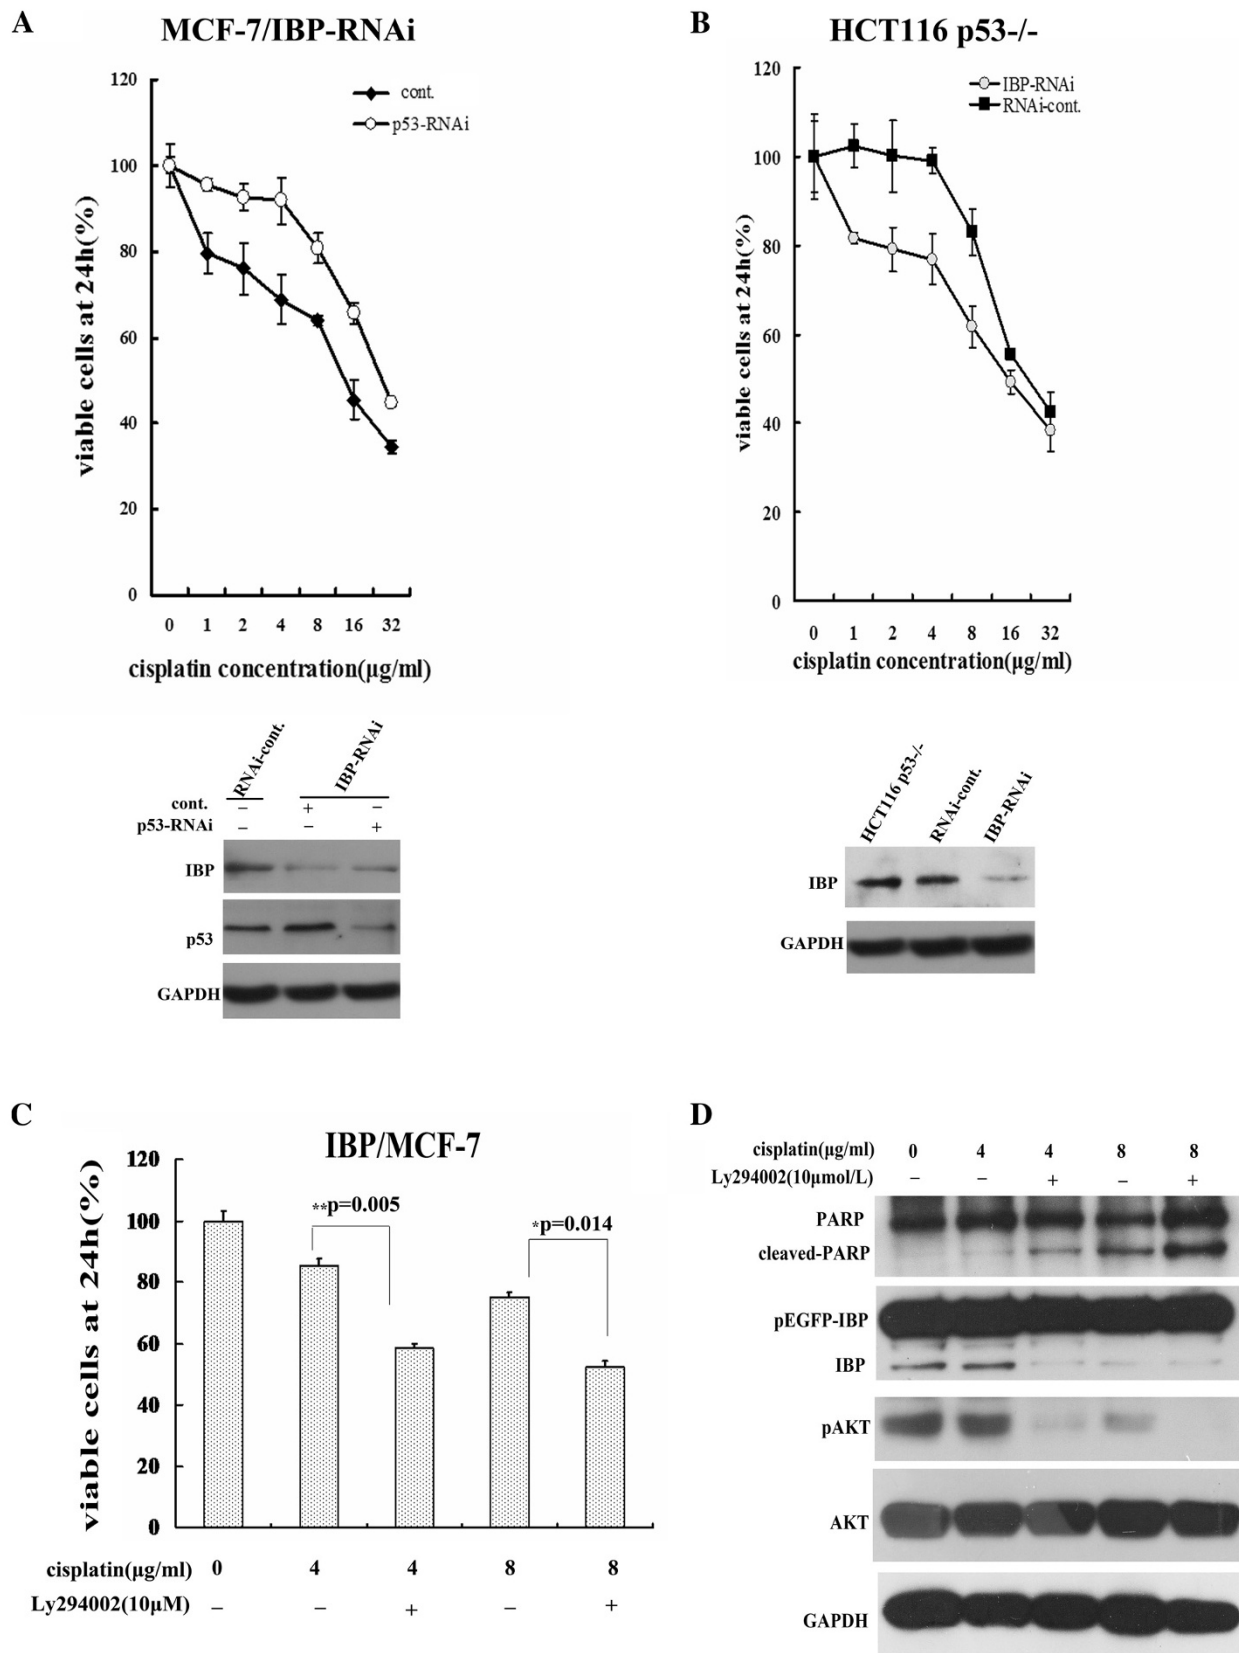 A
MCF-7/IBP-RNAi
120
100
80
60
40
20
0
viable cells at 24h(%)
cont.
p53-RNAi
0 1 2 4 8 16 32
cisplatin concentration(μg/ml)
RNAi-cont.
IBP-RNAi
cont. – + –
p53-RNAi – – +
IBP
p53
GAPDH
B
HCT116 p53-/-
120
100
80
60
40
20
0
viable cells at 24h(%)
IBP-RNAi
RNAi-cont.
0 1 2 4 8 16 32
cisplatin concentration(μg/ml)
HCT116 p53-/-
RNAi-cont.
IBP-RNAi
IBP
GAPDH
C
IBP/MCF-7
120
100
80
60
40
20
0
viable cells at 24h(%)
**p=0.005
*p=0.014
cisplatin(μg/ml) 0 4 4 8 8
Ly294002(10μM) – – + – +
D
cisplatin(μg/ml) 0 4 4 8 8
Ly294002(10μmol/L) – – + – +
PARP
cleaved-PARP
pEGFP-IBP
IBP
pAKT
AKT
GAPDH